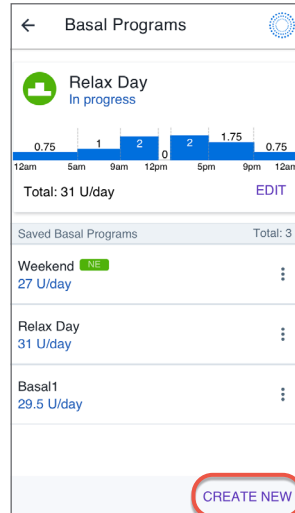 Basal Programs
Relax Day
In progress
0.75 1 2 0 2 1.75 0.75
12am 5am 9am 12pm 5pm 9pm 12am
Total: 31 U/day EDIT
Saved Basal Programs Total: 3
Weekend NE
27 U/day
Relax Day
31 U/day
Basal1
29.5 U/day
CREATE NEW